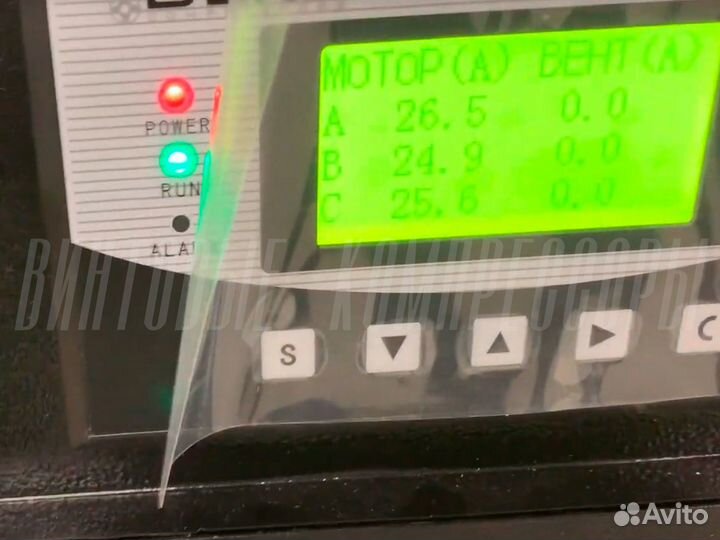 МОТОР(A) ВЕНТ(A)
A 26.5 0.0
B 24.9 0.0
C 25.6 0.0
POWER
RUN
ВИНТОВЫЕ КОМПРЕССОРЫ
S
C
Avito